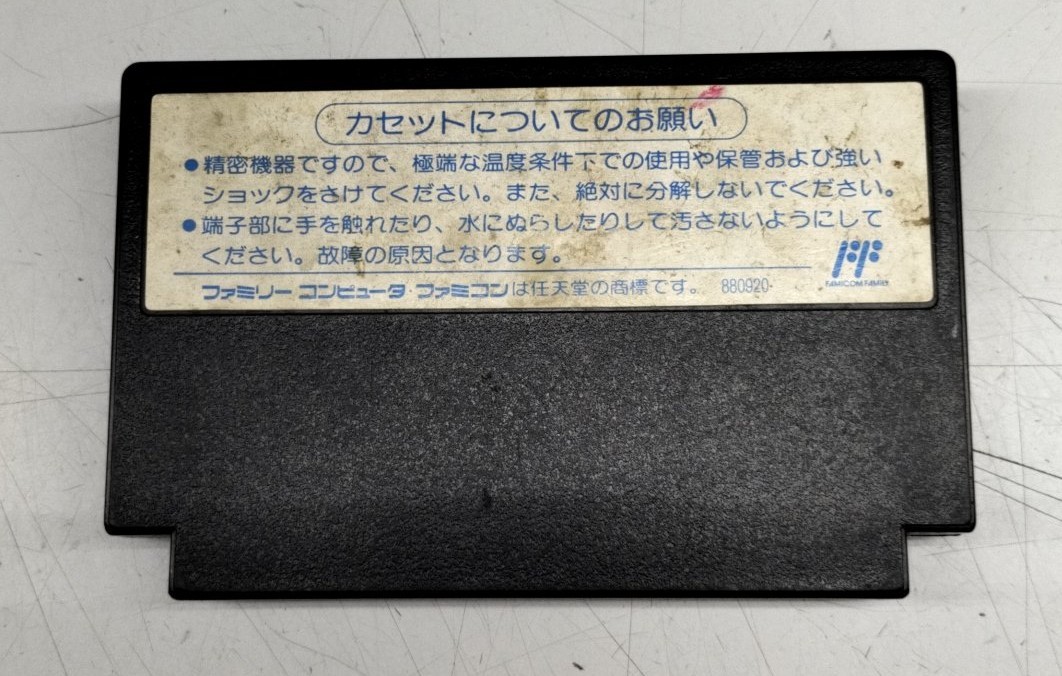 カセットについてのお願い
●精密機器ですので、極端な温度条件下での使用や保管および強い
ショックをさけてください。また、絶対に分解しないでください。
●端子部に手を触れたり、水にぬらしたりして汚さないようにして
ください。故障の原因となります。
FF
FAMICOM FAMILY
ファミリー コンピュータ ファミコンは任天堂の商標です。 880920